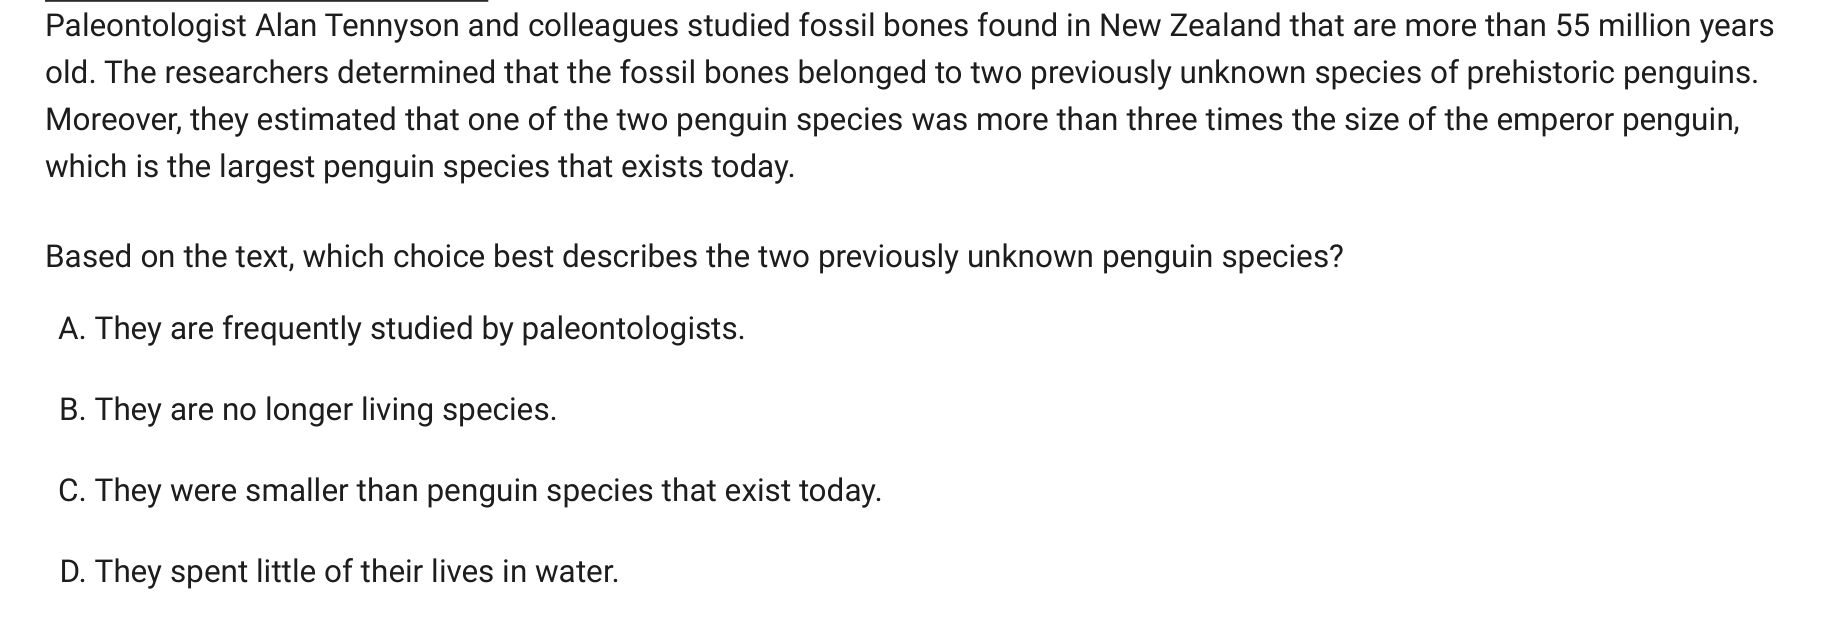 Paleontologist Alan Tennyson and colleagues studied fossil bones found in New Zealand that are more than 55 million years
old. The researchers determined that the fossil bones belonged to two previously unknown species of prehistoric penguins.
Moreover, they estimated that one of the two penguin species was more than three times the size of the emperor penguin,
which is the largest penguin species that exists today.
Based on the text, which choice best describes the two previously unknown penguin species?
A. They are frequently studied by paleontologists.
B. They are no longer living species.
C. They were smaller than penguin species that exist today.
D. They spent little of their lives in water.